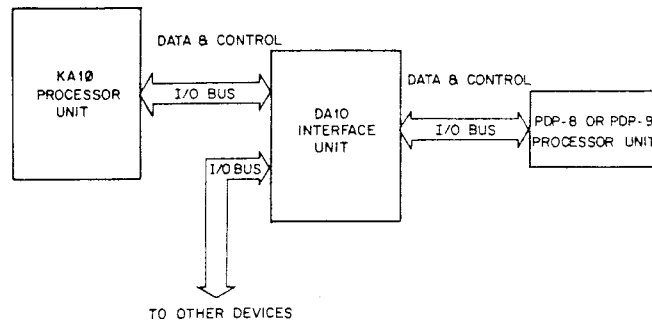 DATA & CONTROL
KA10
PROCESSOR
UNIT
I/O BUS
DA10
INTERFACE
UNIT
DATA & CONTROL
I/O BUS
PDP-8 OR PDP-9
PROCESSOR UNIT
I/O BUS
TO OTHER DEVICES